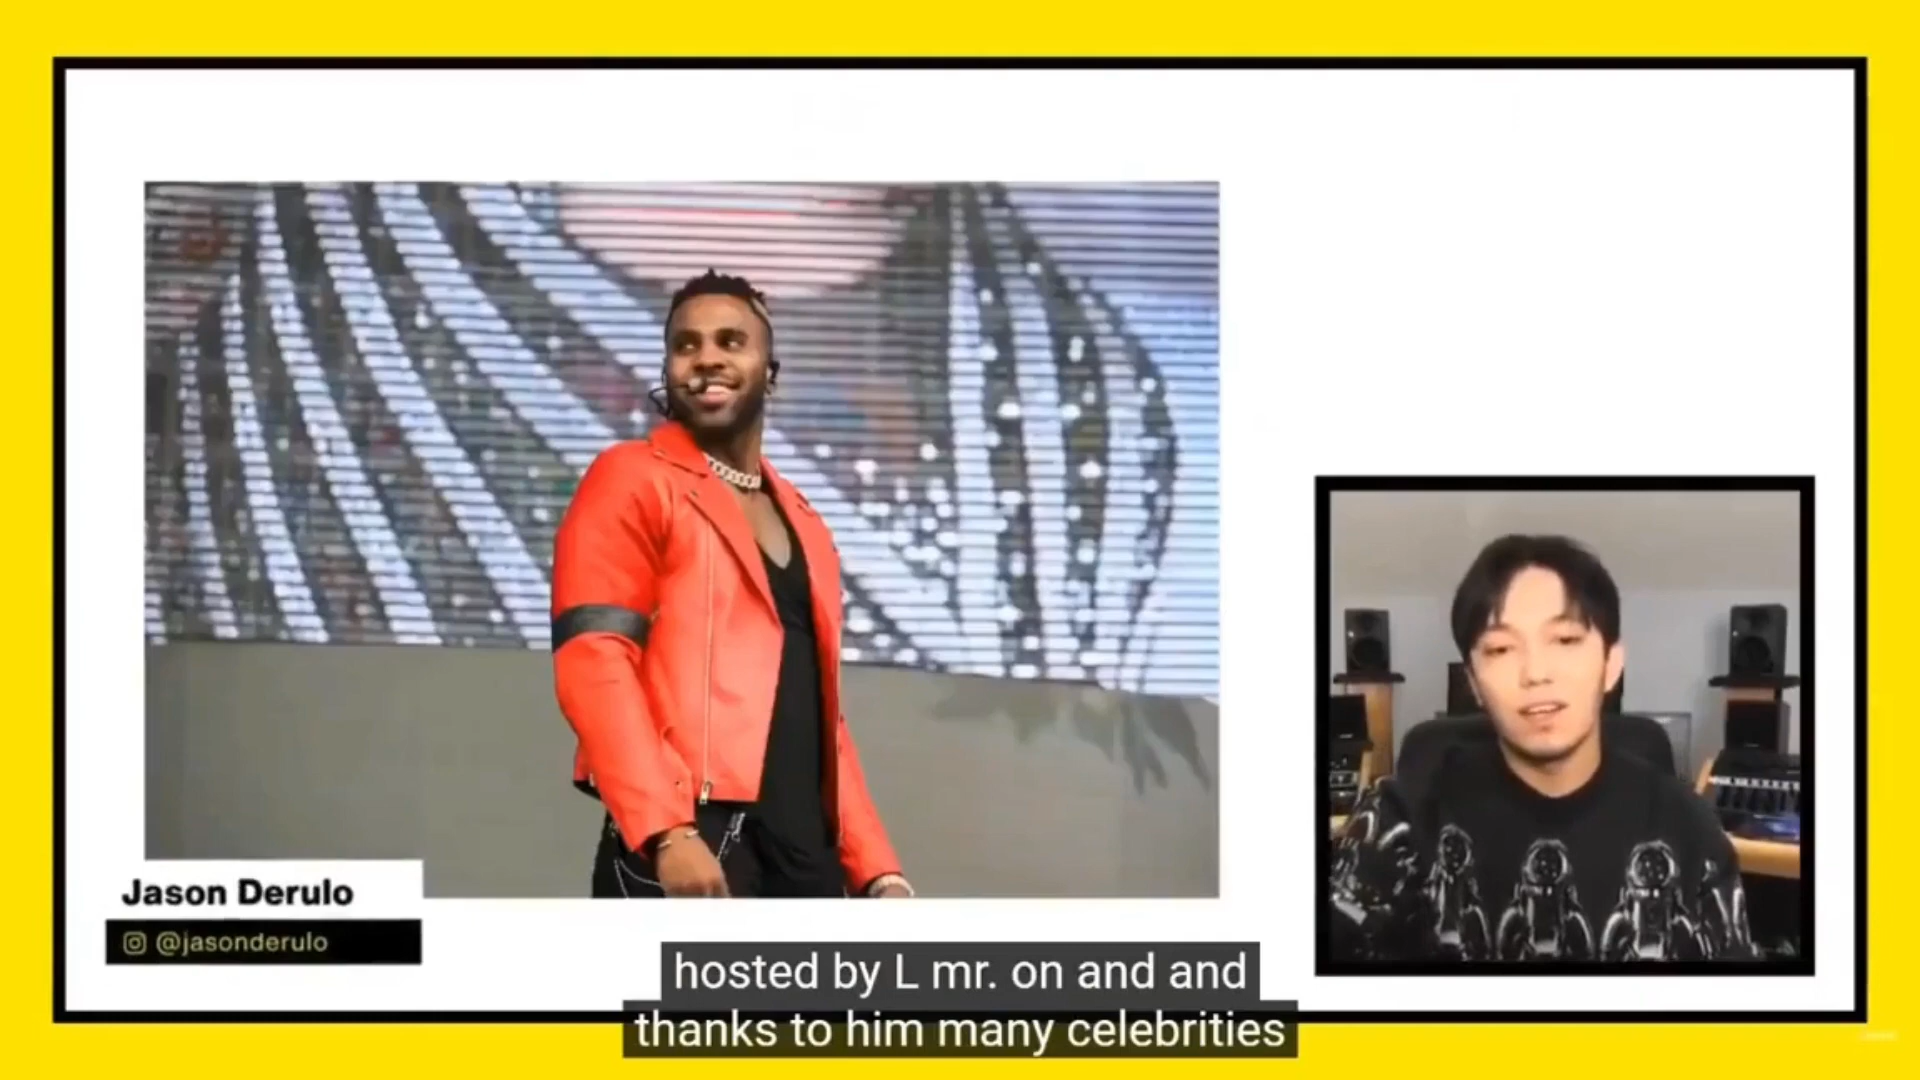 Jason Derulo
@jasonderulo
hosted by L mr. on and and
thanks to him many celebrities